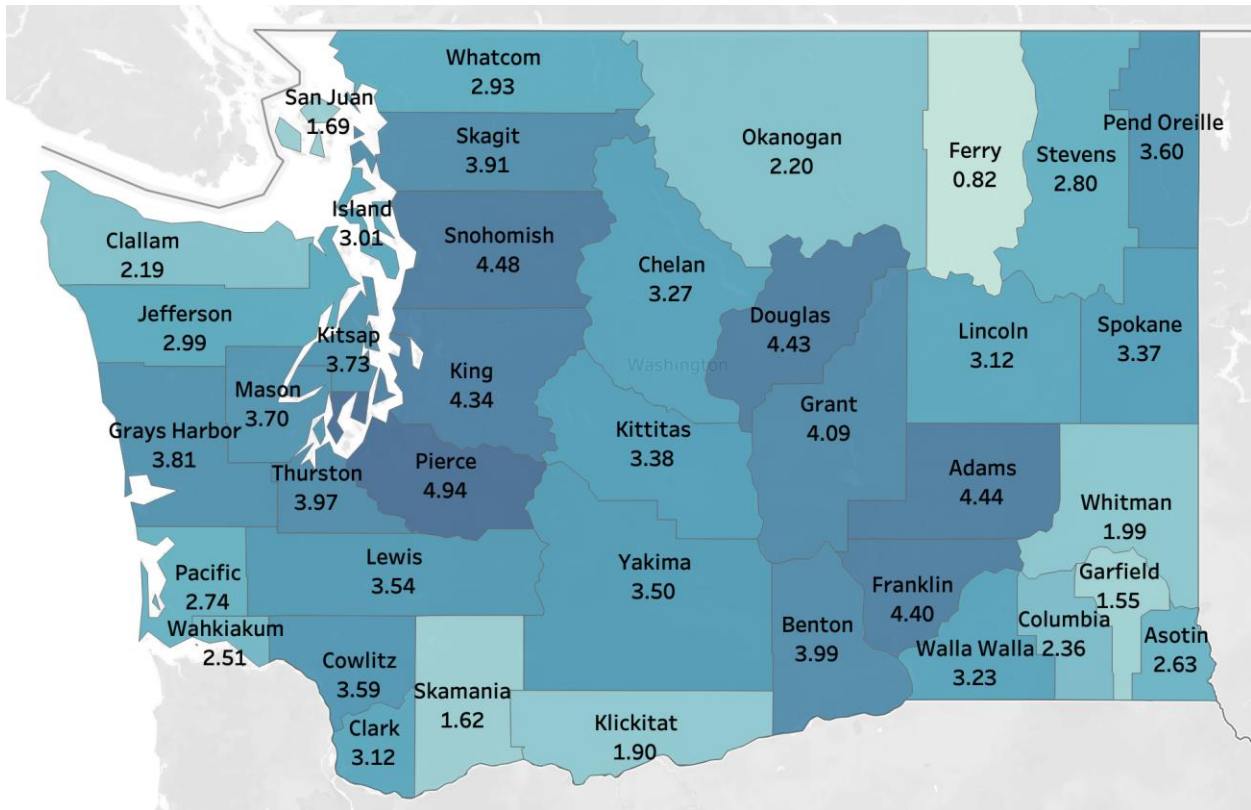 Whatcom
2.93
San Juan
1.69
Skagit
3.91
Okanogan
2.20
Ferry
0.82
Stevens
2.80
Pend Oreille
3.60
Island
3.01
Snohomish
4.48
Clallam
2.19
Chelan
3.27
Jefferson
2.99
Kitsap
3.73
Douglas
4.43
Lincoln
3.12
Spokane
3.37
Washington
King
4.34
Mason
3.70
Grant
4.09
Grays Harbor
3.81
Kittitas
3.38
Thurston
3.97
Pierce
4.94
Adams
4.44
Whitman
1.99
Lewis
3.54
Yakima
3.50
Pacific
2.74
Franklin
4.40
Garfield
1.55
Wahkiakum
2.51
Benton
3.99
Columbia
2.36
Asotin
2.63
Walla Walla
3.23
Cowlitz
3.59
Skamania
1.62
Klickitat
1.90
Clark
3.12